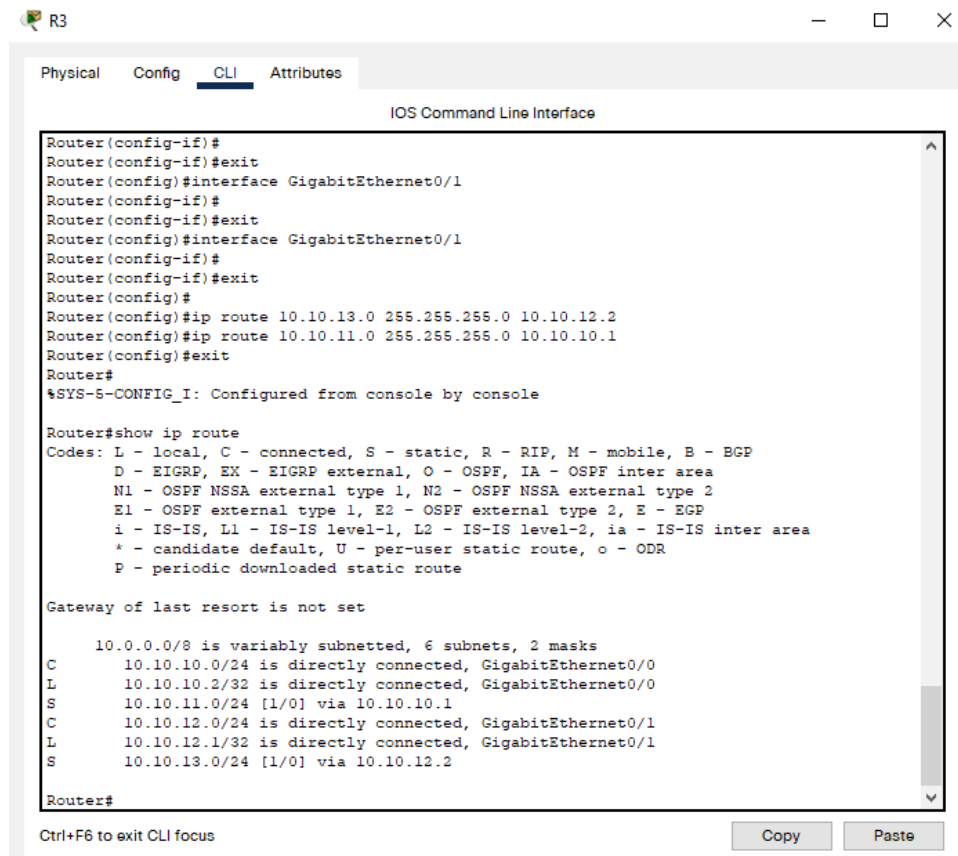 R3
Physical Config CLI Attributes
IOS Command Line Interface
Router(config-if)#
Router(config-if)#exit
Router(config)#interface GigabitEthernet0/1
Router(config-if)#
Router(config-if)#exit
Router(config)#interface GigabitEthernet0/1
Router(config-if)#
Router(config-if)#exit
Router(config)#
Router(config)#ip route 10.10.13.0 255.255.255.0 10.10.12.2
Router(config)#ip route 10.10.11.0 255.255.255.0 10.10.10.1
Router(config)#exit
Router#
%SYS-5-CONFIG_I: Configured from console by console

Router#show ip route
Codes: L - local, C - connected, S - static, R - RIP, M - mobile, B - BGP
       D - EIGRP, EX - EIGRP external, O - OSPF, IA - OSPF inter area
       N1 - OSPF NSSA external type 1, N2 - OSPF NSSA external type 2
       E1 - OSPF external type 1, E2 - OSPF external type 2, E - EGP
       i - IS-IS, L1 - IS-IS level-1, L2 - IS-IS level-2, ia - IS-IS inter area
       * - candidate default, U - per-user static route, o - ODR
       P - periodic downloaded static route

Gateway of last resort is not set

     10.0.0.0/8 is variably subnetted, 6 subnets, 2 masks
C       10.10.10.0/24 is directly connected, GigabitEthernet0/0
L       10.10.10.2/32 is directly connected, GigabitEthernet0/0
S       10.10.11.0/24 [1/0] via 10.10.10.1
C       10.10.12.0/24 is directly connected, GigabitEthernet0/1
L       10.10.12.1/32 is directly connected, GigabitEthernet0/1
S       10.10.13.0/24 [1/0] via 10.10.12.2

Router#
Ctrl+F6 to exit CLI focus Copy Paste